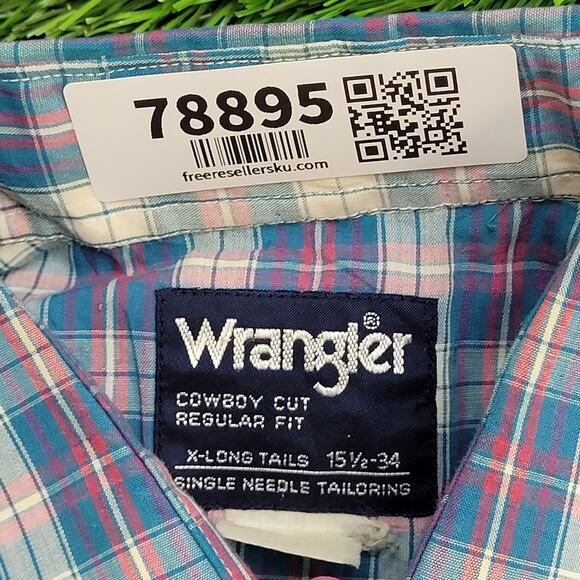 78895
freeresellersku.com
Wrangler®
COWBOY CUT
REGULAR FIT
X-LONG TAILS 15½-34
SINGLE NEEDLE TAILORING